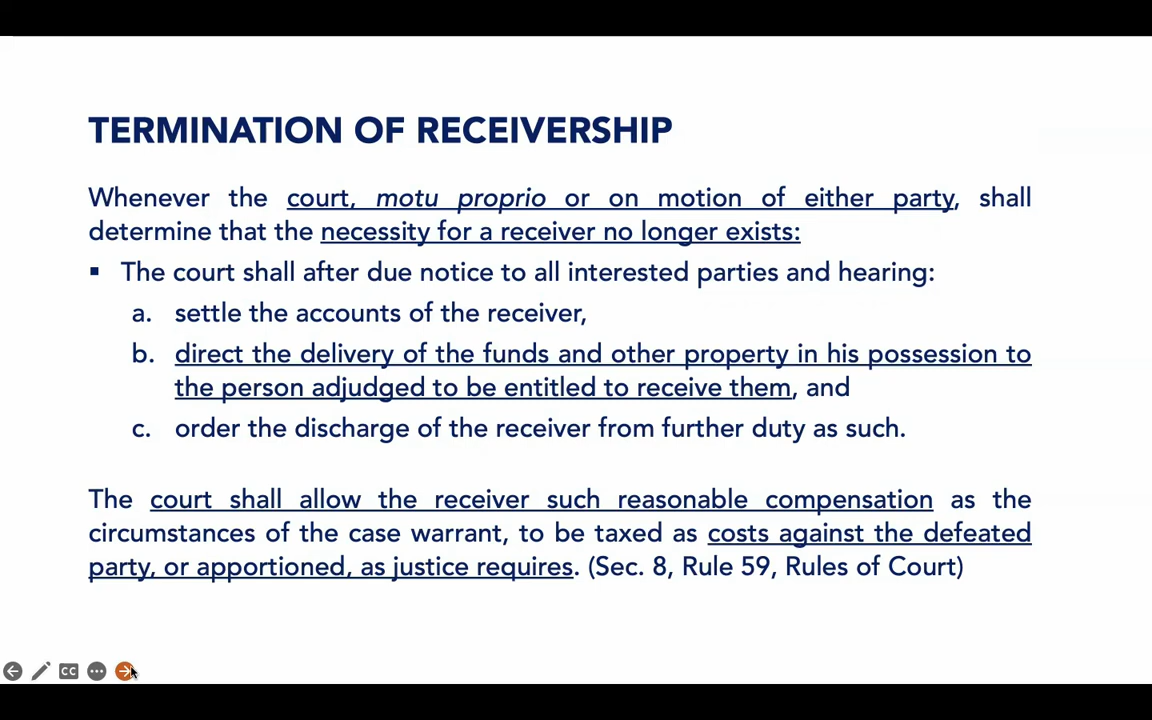 TERMINATION OF RECEIVERSHIP
Whenever the court, motu proprio or on motion of either party, shall
determine that the necessity for a receiver no longer exists:
▪ The court shall after due notice to all interested parties and hearing:
a. settle the accounts of the receiver,
b. direct the delivery of the funds and other property in his possession to
the person adjudged to be entitled to receive them, and
c. order the discharge of the receiver from further duty as such.
The court shall allow the receiver such reasonable compensation as the
circumstances of the case warrant, to be taxed as costs against the defeated
party, or apportioned, as justice requires. (Sec. 8, Rule 59, Rules of Court)
CC